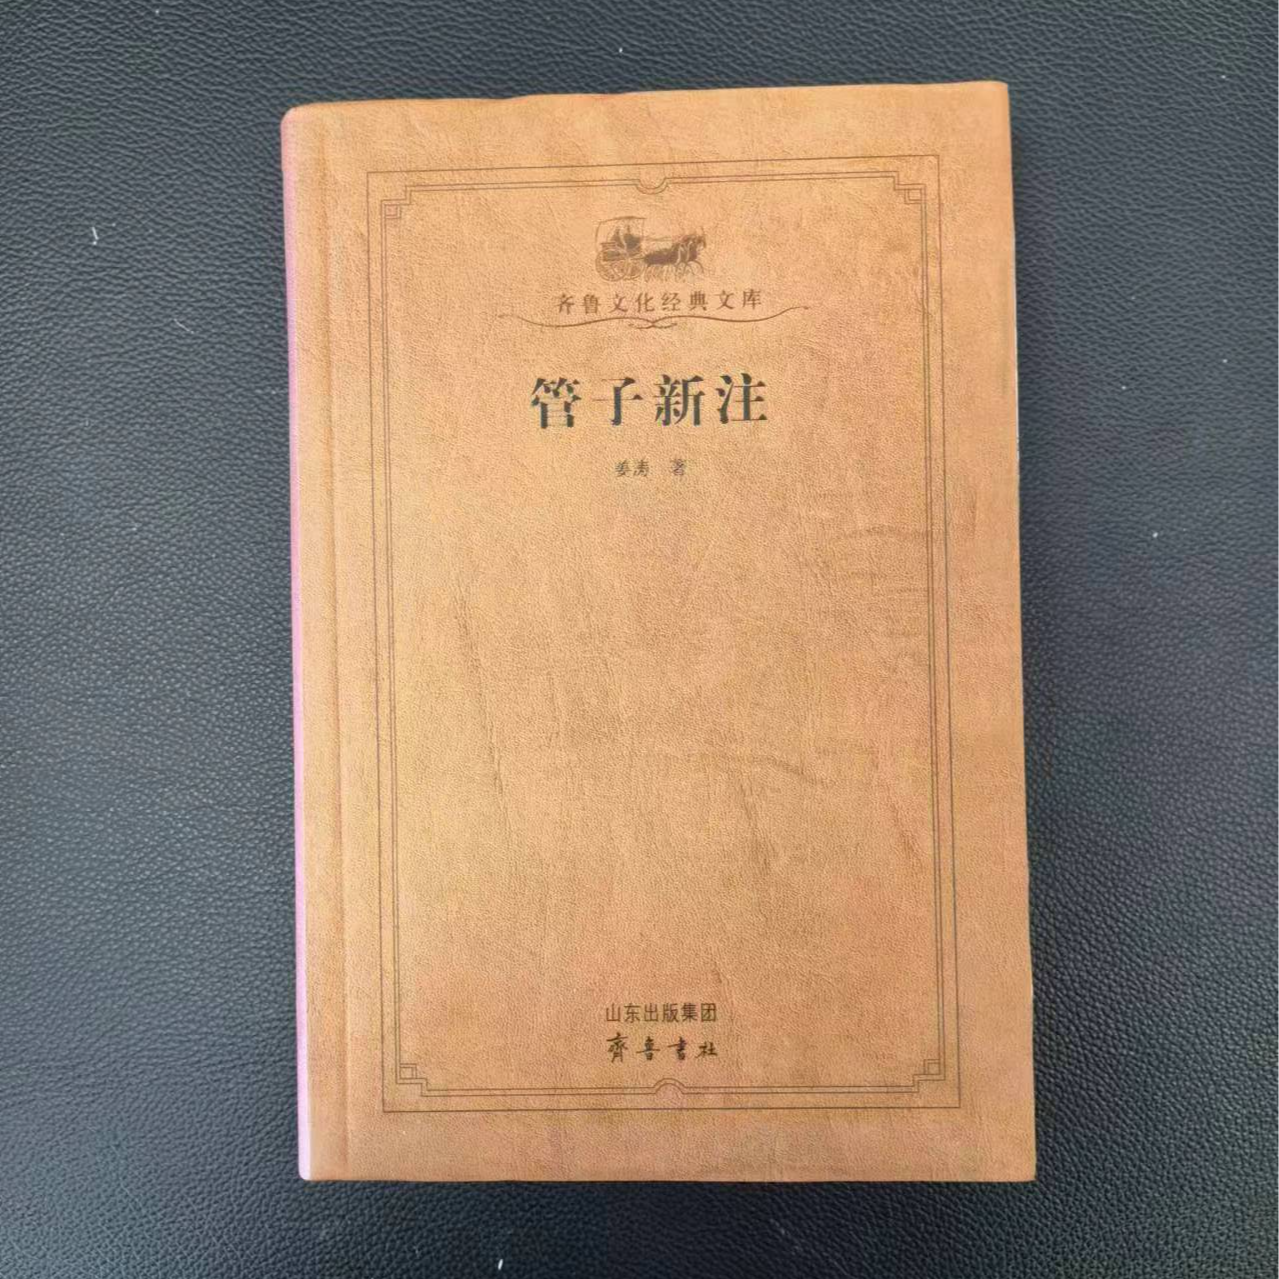 齐鲁文化经典文库
管子新注
姜涛 著
山东出版集团
齊魯書社